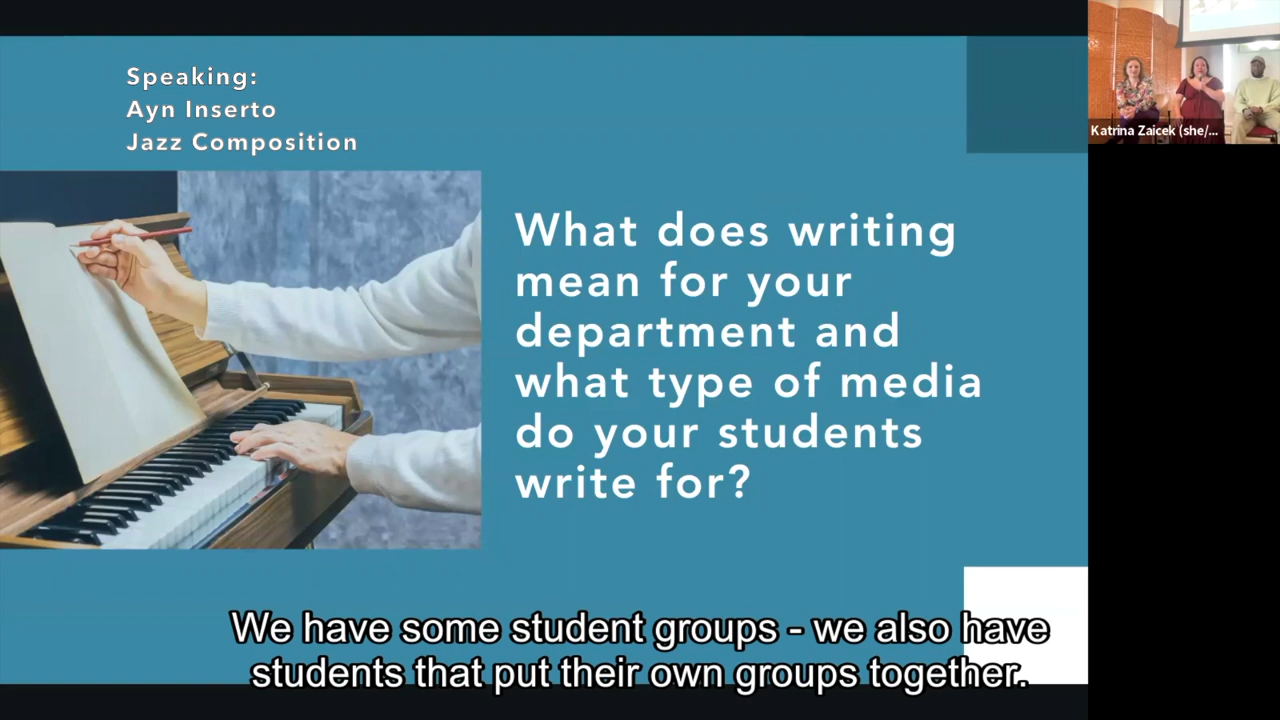 Speaking:
Ayn Inserto
Jazz Composition
Katrina Zaicek (she/...
What does writing
mean for your
department and
what type of media
do your students
write for?
We have some student groups - we also have
students that put their own groups together.